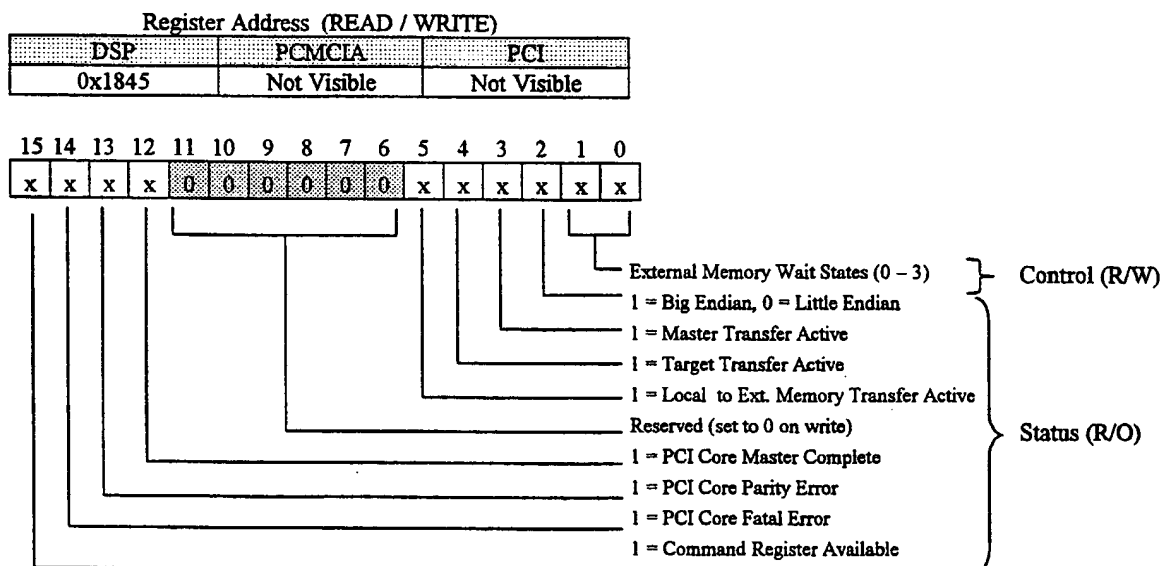 Register Address (READ / WRITE)
DSP PCMCIA PCI
0x1845 Not Visible Not Visible
15 14 13 12 11 10 9 8 7 6 5 4 3 2 1 0
x x x x 0 0 0 0 0 0 x x x x x x
External Memory Wait States (0 – 3)
Control (R/W)
1 = Big Endian, 0 = Little Endian
1 = Master Transfer Active
1 = Target Transfer Active
1 = Local to Ext. Memory Transfer Active
Reserved (set to 0 on write)
Status (R/O)
1 = PCI Core Master Complete
1 = PCI Core Parity Error
1 = PCI Core Fatal Error
1 = Command Register Available